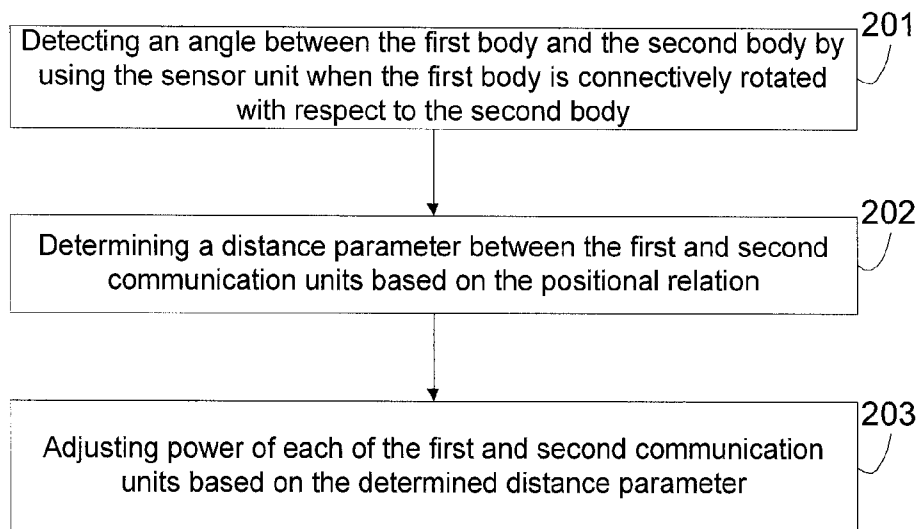 201
Detecting an angle between the first body and the second body by
using the sensor unit when the first body is connectively rotated
with respect to the second body
202
Determining a distance parameter between the first and second
communication units based on the positional relation
203
Adjusting power of each of the first and second communication
units based on the determined distance parameter